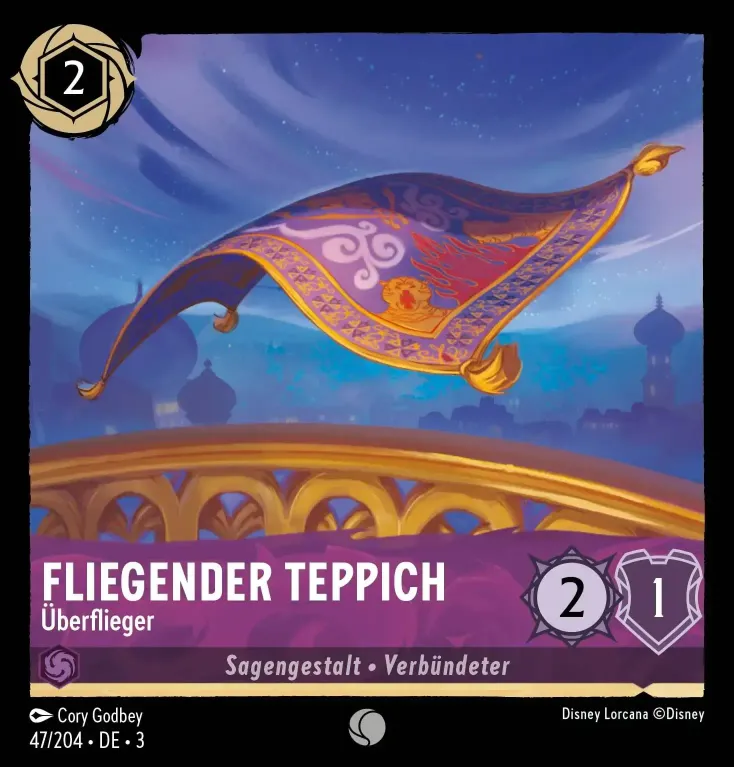 2
FLIEGENDER TEPPICH
Überflieger
2 1
Sagengestalt • Verbündeter
Cory Godbey
Disney Lorcana ©Disney
47/204 • DE • 3